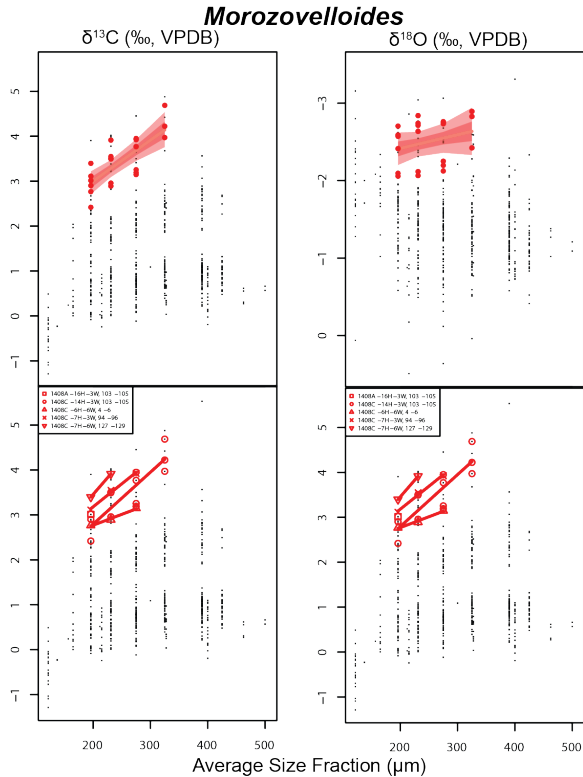 Morozovelloides
δ¹³C (‰, VPDB)
δ¹⁸O (‰, VPDB)
5
4
3
2
1
0
−1
−3
−2
−1
0
1408A −16H−3W, 103 −105
1408C −14H−3W, 103 −105
1408C −6H−6W, 4 −6
1408C −7H−3W, 94 −96
1408C −7H−6W, 127 −129
5
4
3
2
1
0
−1
1408A −16H−3W, 103 −105
1408C −14H−3W, 103 −105
1408C −6H−6W, 4 −6
1408C −7H−3W, 94 −96
1408C −7H−6W, 127 −129
5
4
3
2
1
0
−1
200 300 400 500
200 300 400 500
Average Size Fraction (µm)